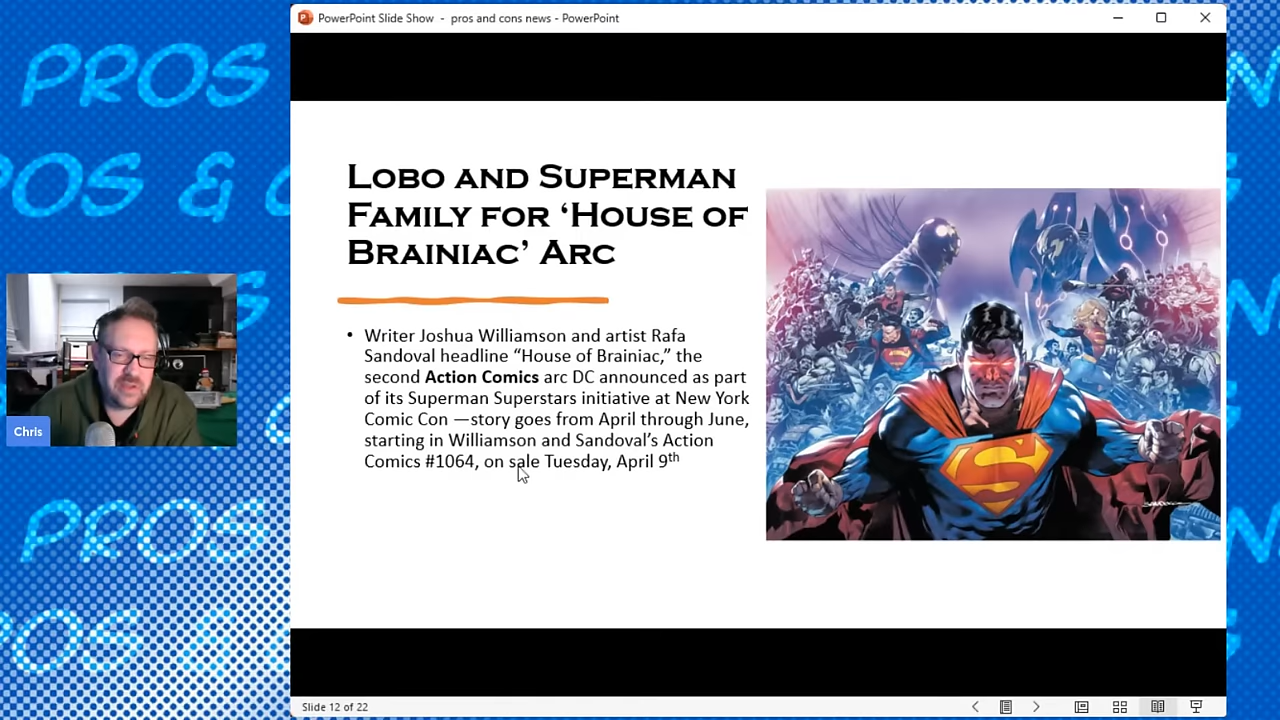 PowerPoint Slide Show - pros and cons news - PowerPoint
PROS
POS & C
PROS
POS
LOBO AND SUPERMAN
FAMILY FOR ‘HOUSE OF
BRAINIAC’ ARC
• Writer Joshua Williamson and artist Rafa
Sandoval headline “House of Brainiac,” the
second Action Comics arc DC announced as part
of its Superman Superstars initiative at New York
Comic Con —story goes from April through June,
starting in Williamson and Sandoval’s Action
Comics #1064, on sale Tuesday, April 9th
Chris
Slide 12 of 22